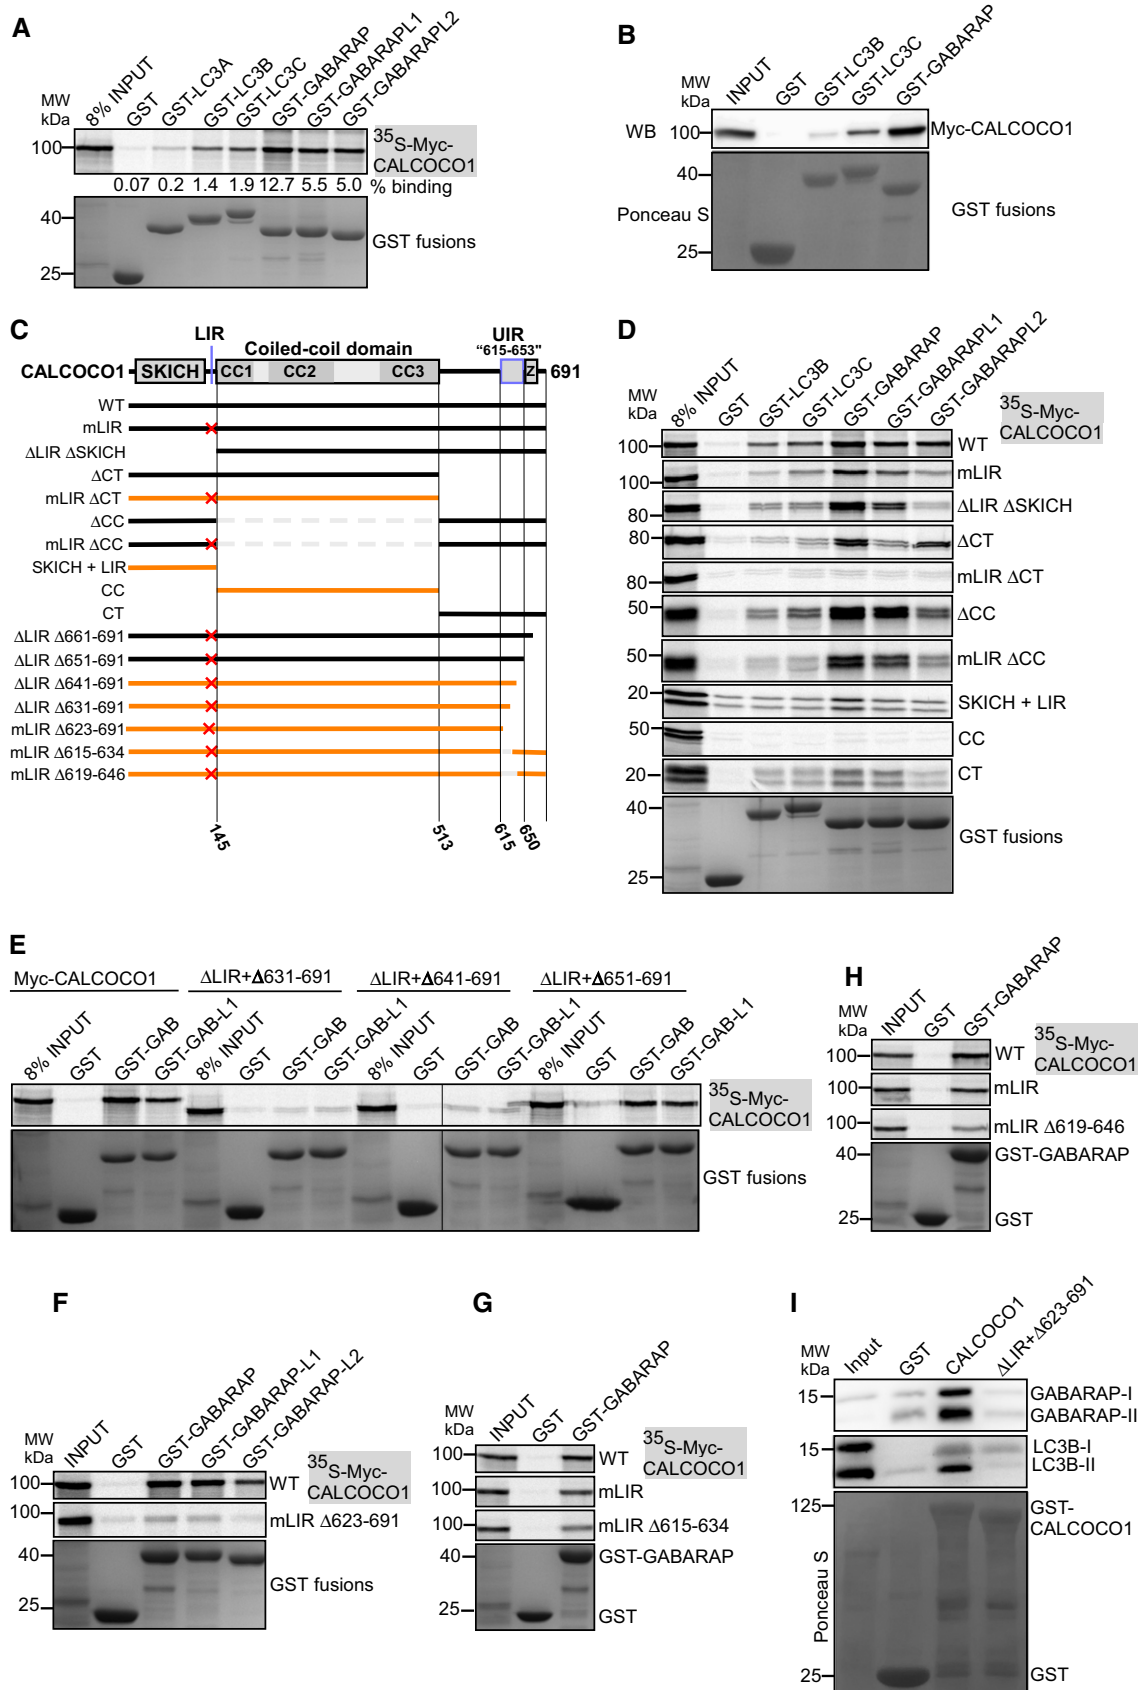 A
MW
kDa
8% INPUT
GST
GST-LC3A
GST-LC3B
GST-LC3C
GST-GABARAP
GST-GABARAPL1
GST-GABARAPL2
100
35S-Myc-
CALCOCO1
0.07 0.2 1.4 1.9 12.7 5.5 5.0 % binding
40
25
GST fusions
B
MW
kDa
INPUT
GST
GST-LC3B
GST-LC3C
GST-GABARAP
WB 100
Myc-CALCOCO1
40
Ponceau S
25
GST fusions
C
LIR
UIR
Coiled-coil domain
"615-653"
CALCOCO1 SKICH CC1 CC2 CC3 Z 691
WT
mLIR
ΔLIR ΔSKICH
ΔCT
mLIR ΔCT
ΔCC
mLIR ΔCC
SKICH + LIR
CC
CT
ΔLIR Δ661-691
ΔLIR Δ651-691
ΔLIR Δ641-691
ΔLIR Δ631-691
mLIR Δ623-691
mLIR Δ615-634
mLIR Δ619-646
145
513
615
650
D
MW
kDa
8% INPUT
GST
GST-LC3B
GST-LC3C
GST-GABARAP
GST-GABARAPL1
GST-GABARAPL2
35S-Myc-
CALCOCO1
100 WT
100 mLIR
80 ΔLIR ΔSKICH
80 ΔCT
80 mLIR ΔCT
50 ΔCC
50 mLIR ΔCC
20 SKICH + LIR
50 CC
20 CT
40
25
GST fusions
E
Myc-CALCOCO1
ΔLIR+Δ631-691
ΔLIR+Δ641-691
ΔLIR+Δ651-691
8% INPUT
GST
GST-GAB
GST-GAB-L1
8% INPUT
GST
GST-GAB
GST-GAB-L1
8% INPUT
GST
GST-GAB
GST-GAB-L1
8% INPUT
GST
GST-GAB
GST-GAB-L1
35S-Myc-
CALCOCO1
GST fusions
H
MW
kDa
INPUT
GST
GST-GABARAP
35S-Myc-
CALCOCO1
100 WT
100 mLIR
100 mLIR Δ619-646
40 GST-GABARAP
25 GST
F
MW
kDa
INPUT
GST
GST-GABARAP
GST-GABARAP-L1
GST-GABARAP-L2
35S-Myc-
CALCOCO1
100 WT
100 mLIR Δ623-691
40
25
GST fusions
G
MW
kDa
INPUT
GST
GST-GABARAP
35S-Myc-
CALCOCO1
100 WT
100 mLIR
100 mLIR Δ615-634
40 GST-GABARAP
25 GST
I
MW
kDa
Input
GST
CALCOCO1
ΔLIR+Δ623-691
15 GABARAP-I
GABARAP-II
15 LC3B-I
LC3B-II
125 GST-
CALCOCO1
Ponceau S
25 GST